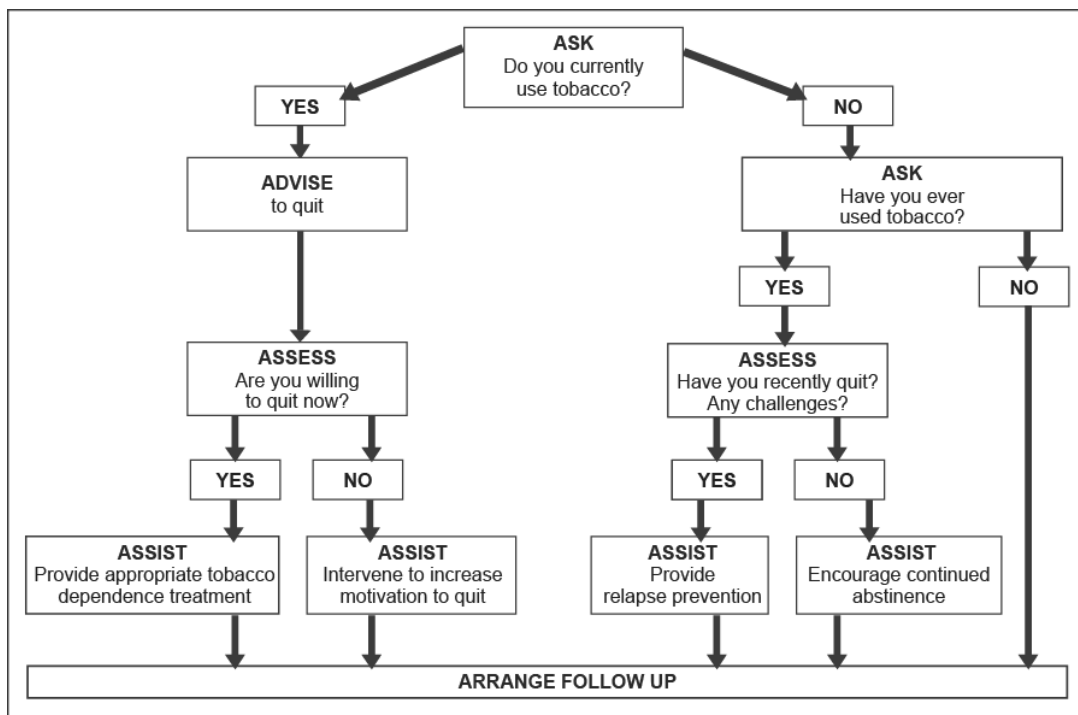 ASK
Do you currently
use tobacco?
YES
NO
ADVISE
to quit
ASK
Have you ever
used tobacco?
YES
NO
ASSESS
Are you willing
to quit now?
ASSESS
Have you recently quit?
Any challenges?
YES
NO
YES
NO
ASSIST
Provide appropriate tobacco
dependence treatment
ASSIST
Intervene to increase
motivation to quit
ASSIST
Provide
relapse prevention
ASSIST
Encourage continued
abstinence
ARRANGE FOLLOW UP